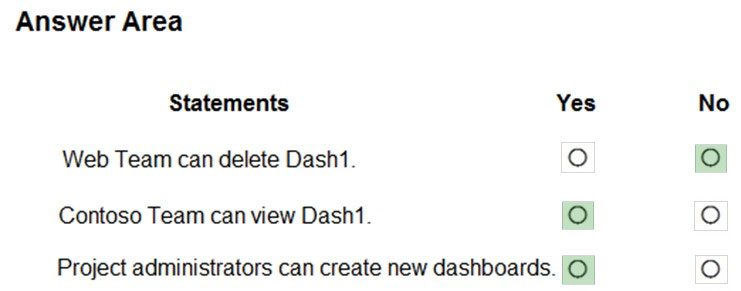 Answer Area
Statements Yes No
Web Team can delete Dash1.
Contoso Team can view Dash1.
Project administrators can create new dashboards.